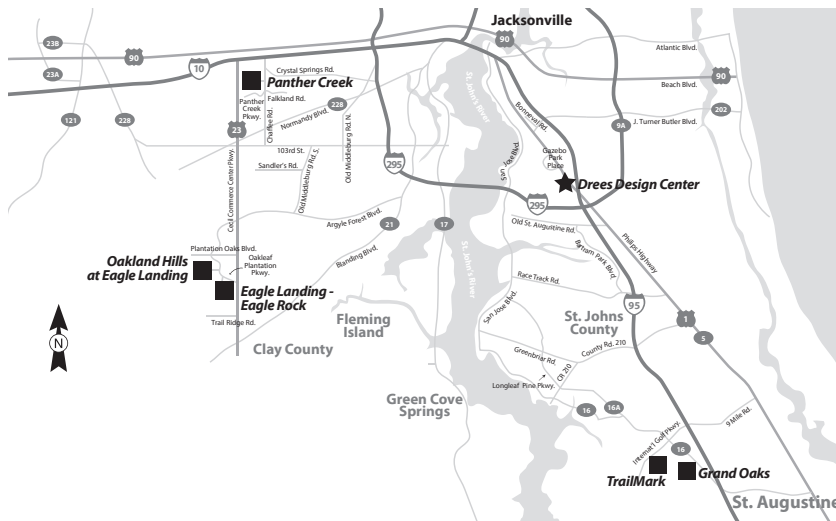 Jacksonville
90
Atlantic Blvd.
23B
90
10
23A
Crystal Springs Rd.
Panther Creek
Falkland Rd.
Panther
Creek
Pkwy.
Chaffee Rd.
228
Normandy Blvd.
90
Beach Blvd.
202
J. Turner Butler Blvd.
9A
121
228
23
St. John's River
Bonneval Rd.
103rd St.
Sandler's Rd.
Old Middleburg Rd. S.
Old Middleburg Rd. N.
Cecil Commerce Center Pkwy.
295
San Jose Blvd.
Gazebo
Park
Place
Drees Design Center
295
Argyle Forest Blvd.
21
17
Old St. Augustine Rd.
Philips Highway
Bartram Park Blvd.
Plantation Oaks Blvd.
Blanding Blvd.
St. John's River
Oakland Hills
at Eagle Landing
Oakleaf
Plantation
Pkwy.
Eagle Landing -
Eagle Rock
Race Track Rd.
San Jose Blvd.
95
Trail Ridge Rd.
Fleming
Island
St. Johns
County
1
5
N
Clay County
Greenbriar Rd.
County Rd. 210
CR 210
Longleaf Pine Pkwy.
Green Cove
Springs
16
16A
9 Mile Rd.
Internat'l Golf Pkwy.
16
TrailMark
Grand Oaks
St. Augustine